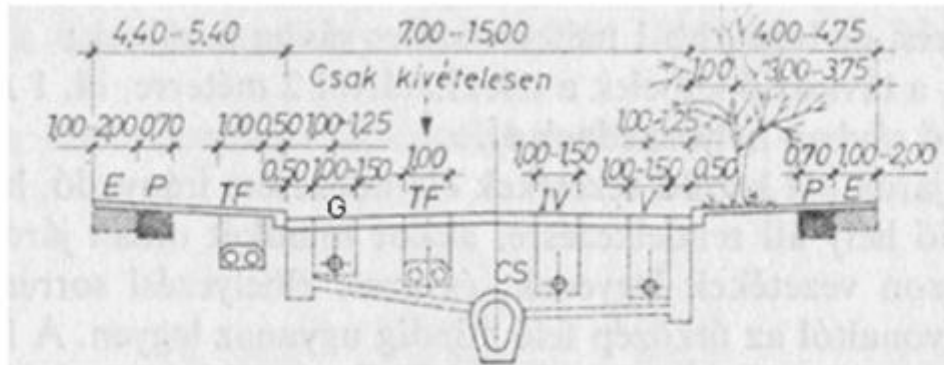 4,40-5,40 7,00-15,00 4,00-4,75
Csak kivételesen 1,00 3,00-3,75
1,00-2,00 0,70 1,00 0,50 1,00-1,25 1,00-1,25
0,50 1,00-1,50 1,00 1,00-1,50 1,00-1,50 0,50 0,70 1,00-2,00
E P TF G TF IV V P E
CS